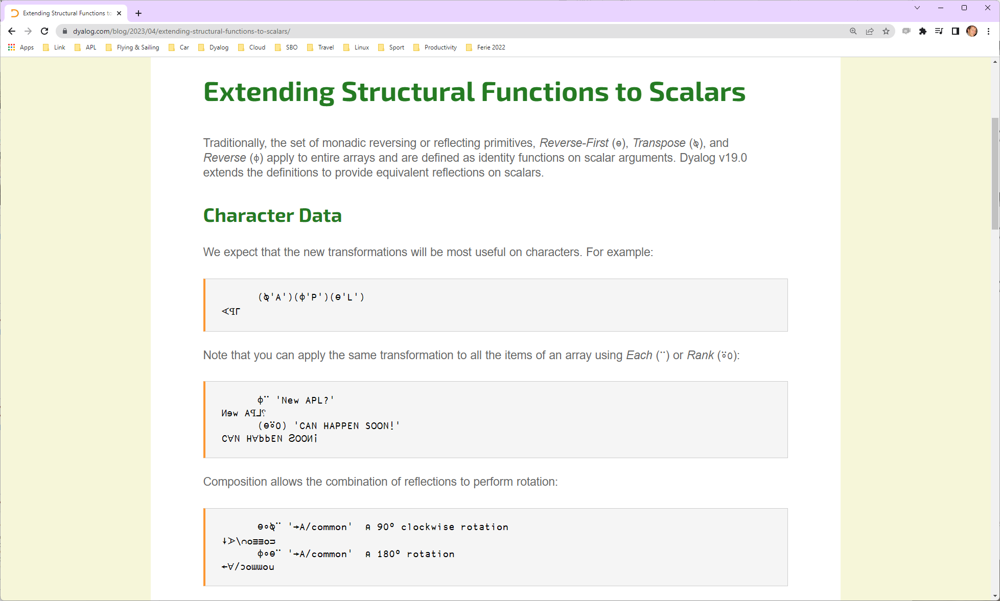 Extending Structural Functions to
dyalog.com/blog/2023/04/extending-structural-functions-to-scalars/
Apps Link APL Flying & Sailing Car Dyalog Cloud SBO Travel Linux Sport Productivity Ferie 2022
Extending Structural Functions to Scalars
Traditionally, the set of monadic reversing or reflecting primitives, Reverse-First (⊖), Transpose (⍉), and
Reverse (⌽) apply to entire arrays and are defined as identity functions on scalar arguments. Dyalog v19.0
extends the definitions to provide equivalent reflections on scalars.
Character Data
We expect that the new transformations will be most useful on characters. For example:
(⍉'A')(⌽'P')(⊖'L')
∢ꟼΓ
Note that you can apply the same transformation to all the items of an array using Each (¨) or Rank (⍤0):
⌽¨ 'New APL?'
Иɘw AꟼJ⸮
(⊖⍤0) 'CAN HAPPEN SOON!'
C∀N H∀bbEN ƧOOИ¡
Composition allows the combination of reflections to perform rotation:
⊖∘⍉¨ '→A/common' ⍝ 90° clockwise rotation
↓ᗒ\∩oᴟᴟo⊐
⌽∘⊖¨ '→A/common' ⍝ 180° rotation
←∀/ɔoɯɯou